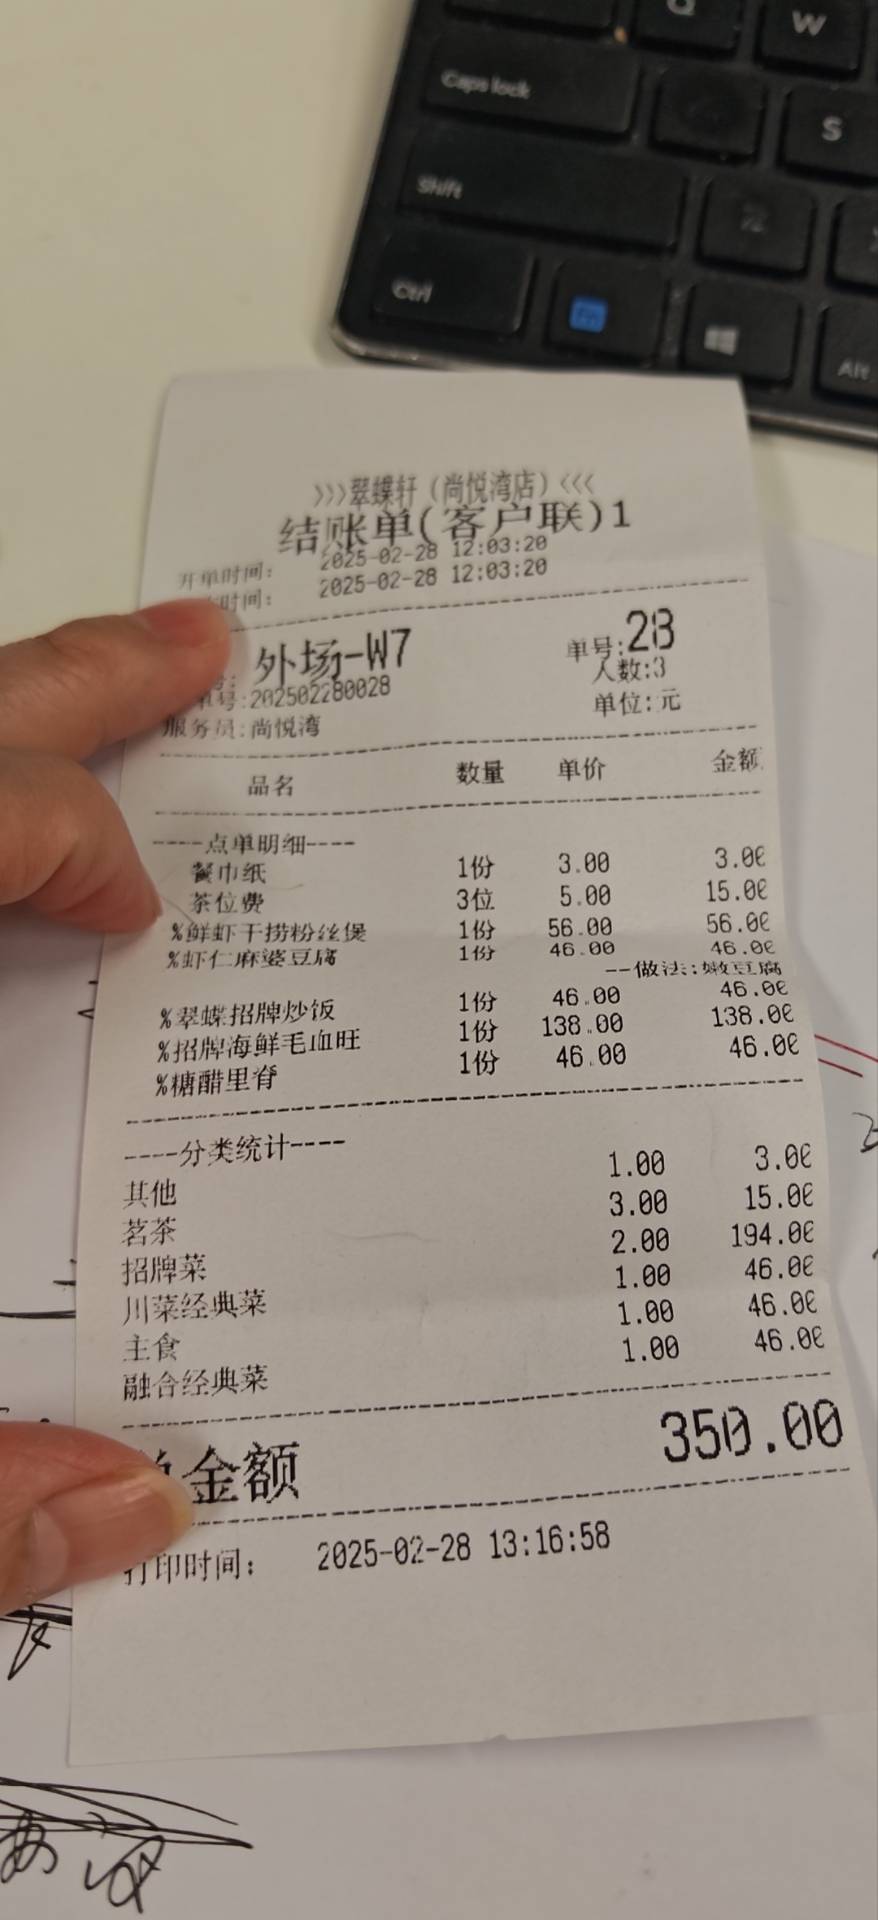 Q
W
Caps lock
S
Shift
Z
Ctrl
Fn
Alt
>>>翠蝶轩(尚悦湾店)<<<
结账单(客户联)1
开单时间: 2025-02-28 12:03:20
时间: 2025-02-28 12:03:20
外场-W7 单号:28
单号:202502280028 人数:3
服务员:尚悦湾 单位:元
品名 数量 单价 金额
----点单明细----
餐巾纸 1份 3.00 3.00
茶位费 3位 5.00 15.00
%鲜虾干捞粉丝煲 1份 56.00 56.00
%虾仁麻婆豆腐 1份 46.00 46.00
--做法:嫩豆腐
%翠蝶招牌炒饭 1份 46.00 46.00
%招牌海鲜毛血旺 1份 138.00 138.00
%糖醋里脊 1份 46.00 46.00
----分类统计----
其他 1.00 3.00
茗茶 3.00 15.00
招牌菜 2.00 194.00
川菜经典菜 1.00 46.00
主食 1.00 46.00
融合经典菜 1.00 46.00
金额 350.00
打印时间: 2025-02-28 13:16:58